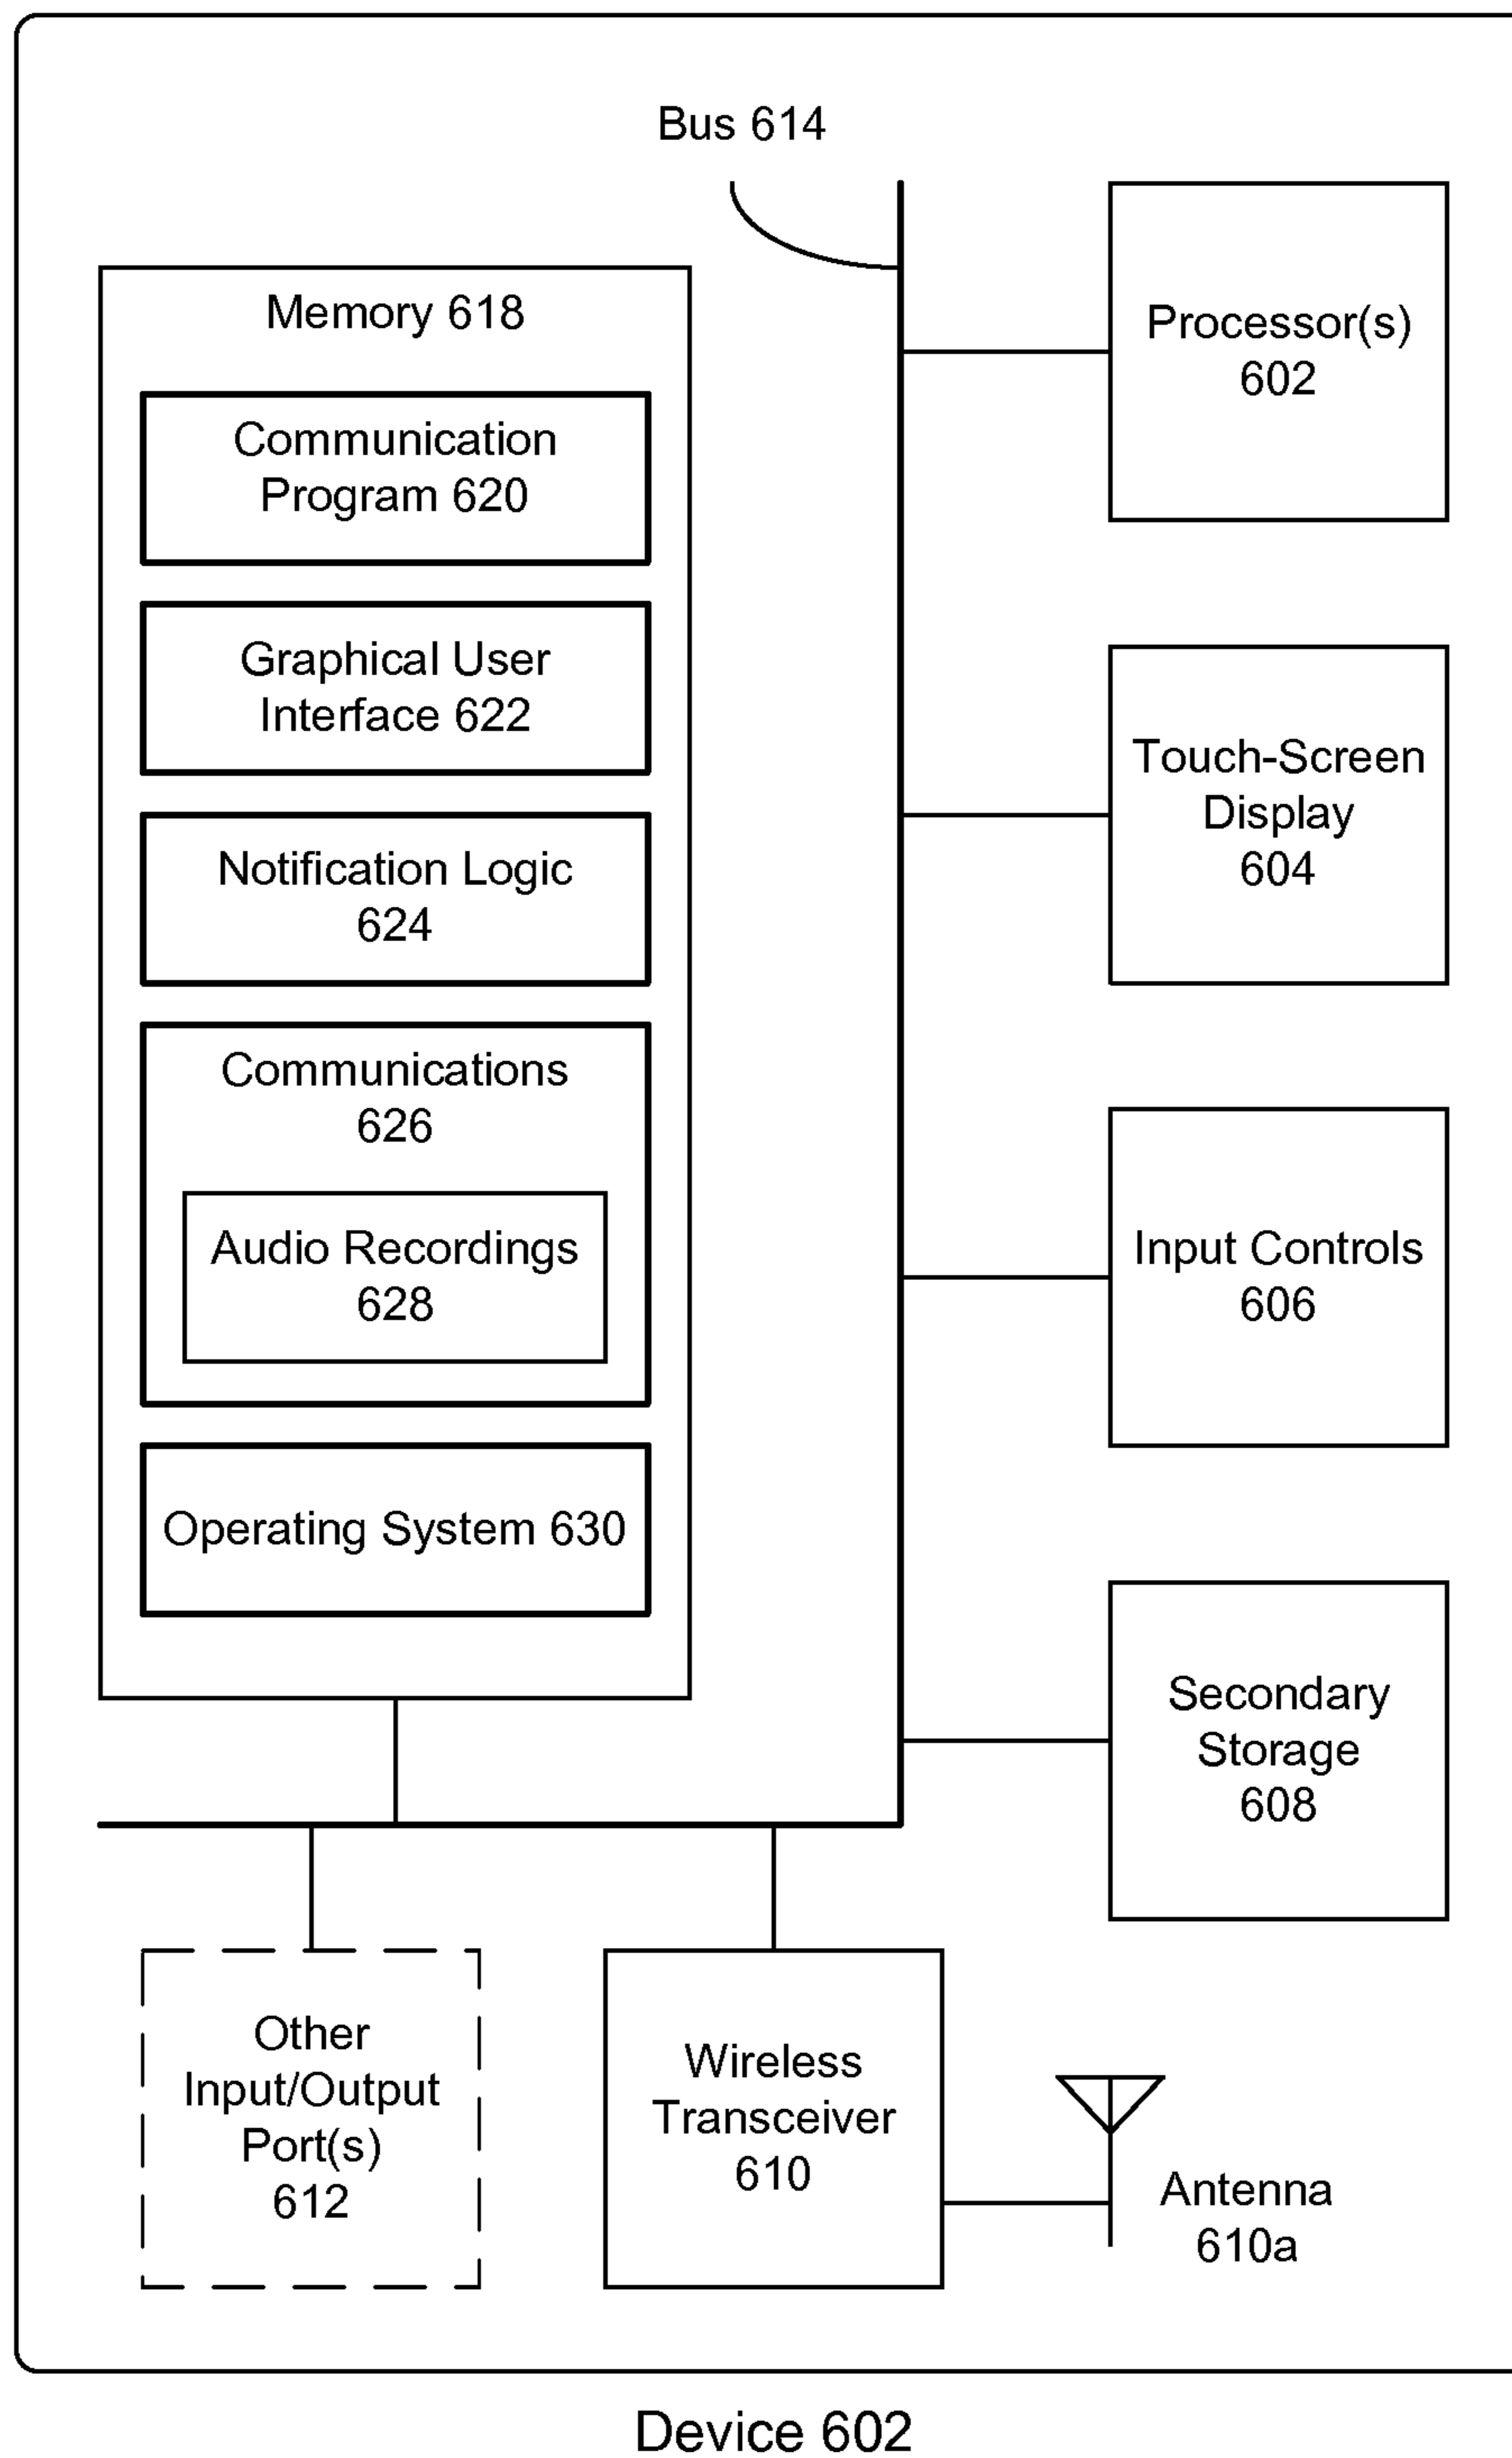 Bus 614
Memory 618
Communication
Program 620
Graphical User
Interface 622
Notification Logic
624
Communications
626
Audio Recordings
628
Operating System 630
Processor(s)
602
Touch-Screen
Display
604
Input Controls
606
Secondary
Storage
608
Other
Input/Output
Port(s)
612
Wireless
Transceiver
610
Antenna
610a
Device 602